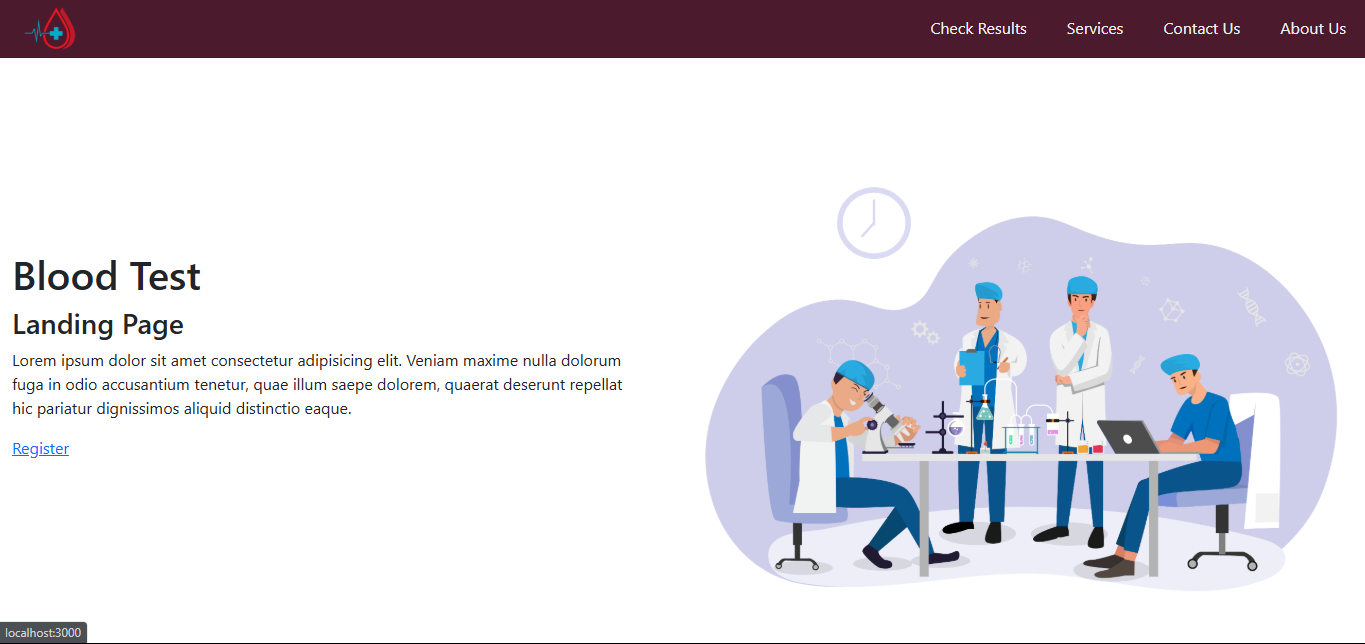 Check Results Services Contact Us About Us
Blood Test
Landing Page
Lorem ipsum dolor sit amet consectetur adipisicing elit. Veniam maxime nulla dolorum
fuga in odio accusantium tenetur, quae illum saepe dolorem, quaerat deserunt repellat
hic pariatur dignissimos aliquid distinctio eaque.
Register
localhost:3000